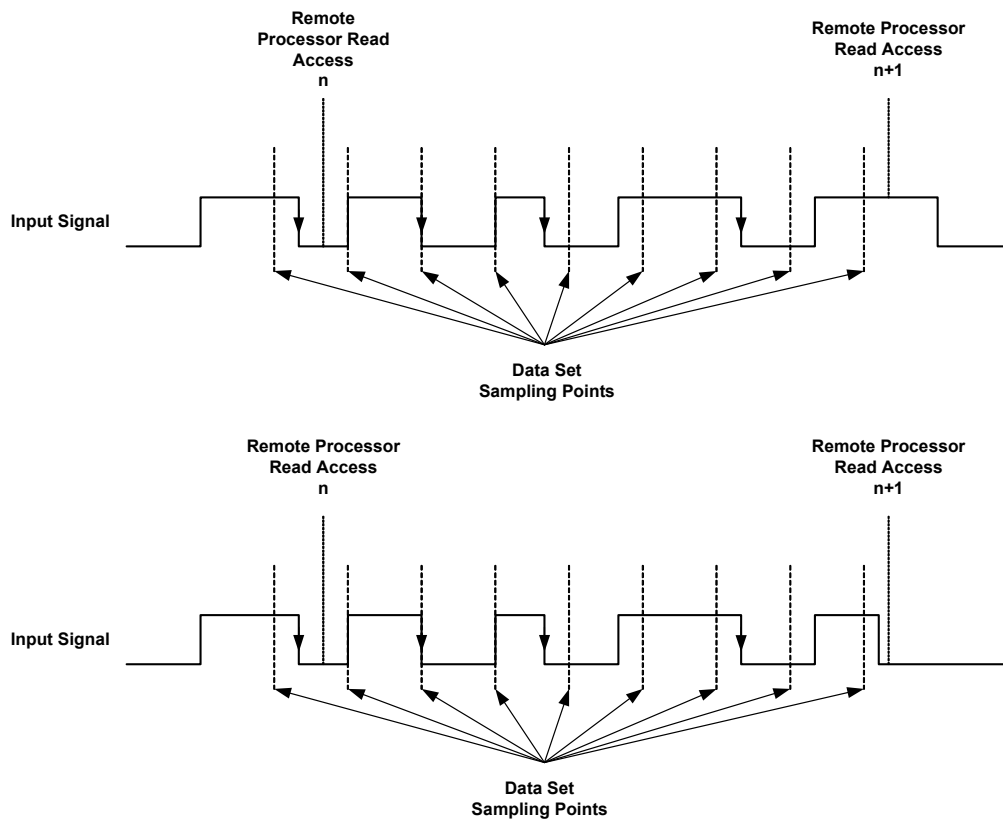 Remote
Processor Read
Access
n
Remote Processor
Read Access
n+1
Input Signal
Data Set
Sampling Points
Remote Processor
Read Access
n
Remote Processor
Read Access
n+1
Input Signal
Data Set
Sampling Points